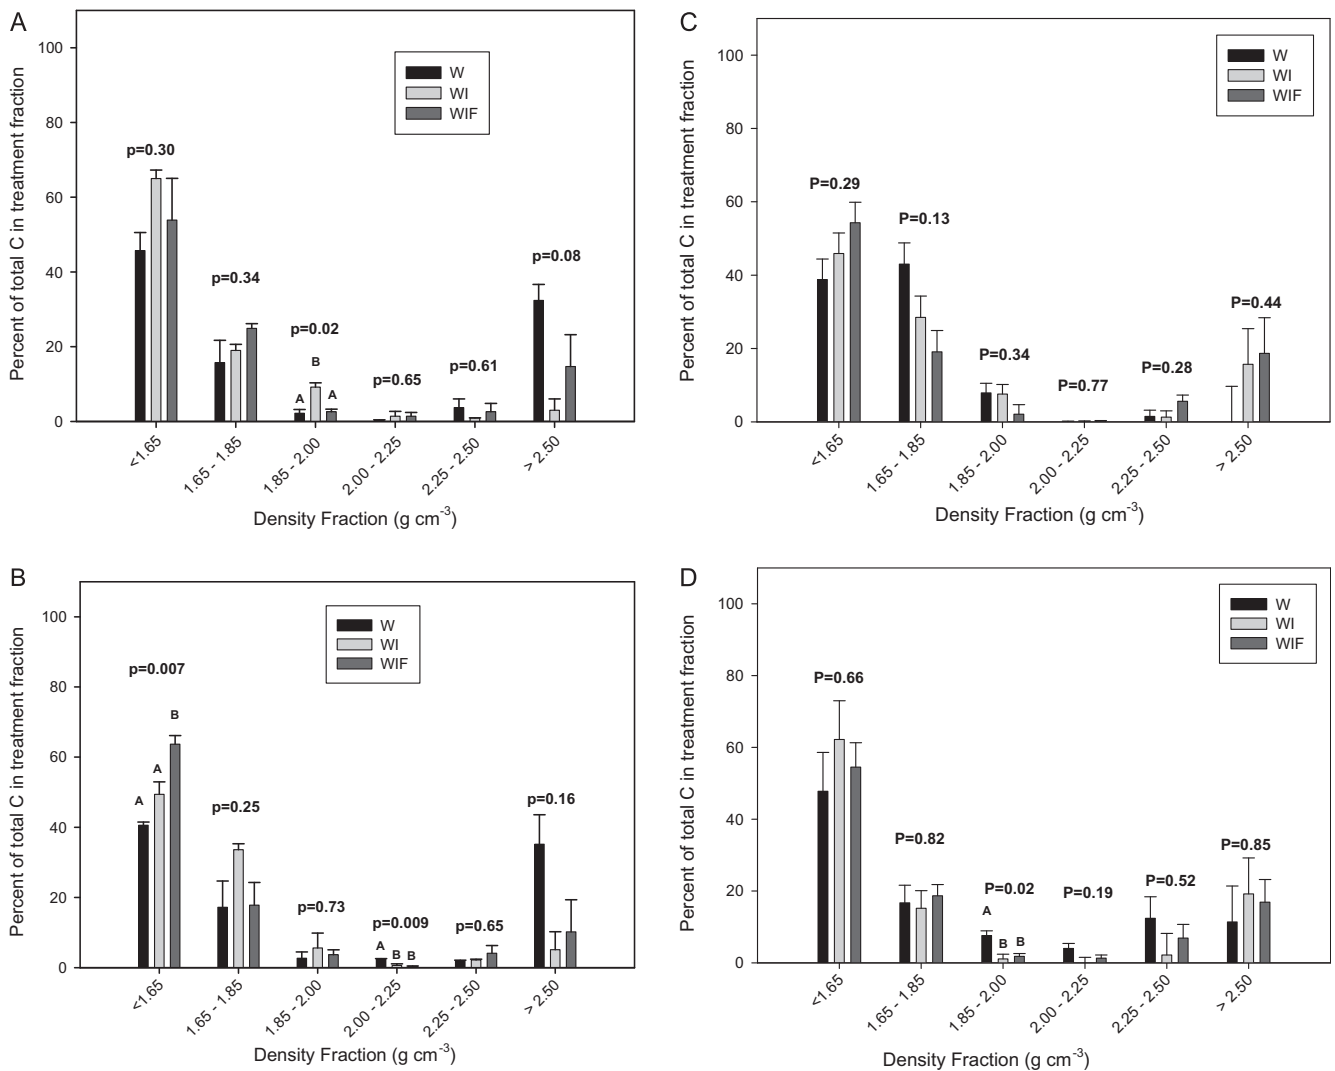 A
Percent of total C in treatment fraction
100
80
60
40
20
0
W
WI
WIF
p=0.30
p=0.34
p=0.02
p=0.65
p=0.61
p=0.08
A
B
A
<1.65
1.65 - 1.85
1.85 - 2.00
2.00 - 2.25
2.25 - 2.50
> 2.50
Density Fraction (g cm⁻³)
C
Percent of total C in treatment fraction
100
80
60
40
20
0
W
WI
WIF
P=0.29
P=0.13
P=0.34
P=0.77
P=0.28
P=0.44
<1.65
1.65 - 1.85
1.85 - 2.00
2.00 - 2.25
2.25 - 2.50
> 2.50
Density Fraction (g cm⁻³)
B
Percent of total C in treatment fraction
100
80
60
40
20
0
W
WI
WIF
p=0.007
p=0.25
p=0.73
p=0.009
p=0.65
p=0.16
A
A
B
A
B
B
<1.65
1.65 - 1.85
1.85 - 2.00
2.00 - 2.25
2.25 - 2.50
> 2.50
Density Fraction (g cm⁻³)
D
Percent of total C in treatment fraction
100
80
60
40
20
0
W
WI
WIF
P=0.66
P=0.82
P=0.02
P=0.19
P=0.52
P=0.85
A
B
B
<1.65
1.65 - 1.85
1.85 - 2.00
2.00 - 2.25
2.25 - 2.50
> 2.50
Density Fraction (g cm⁻³)